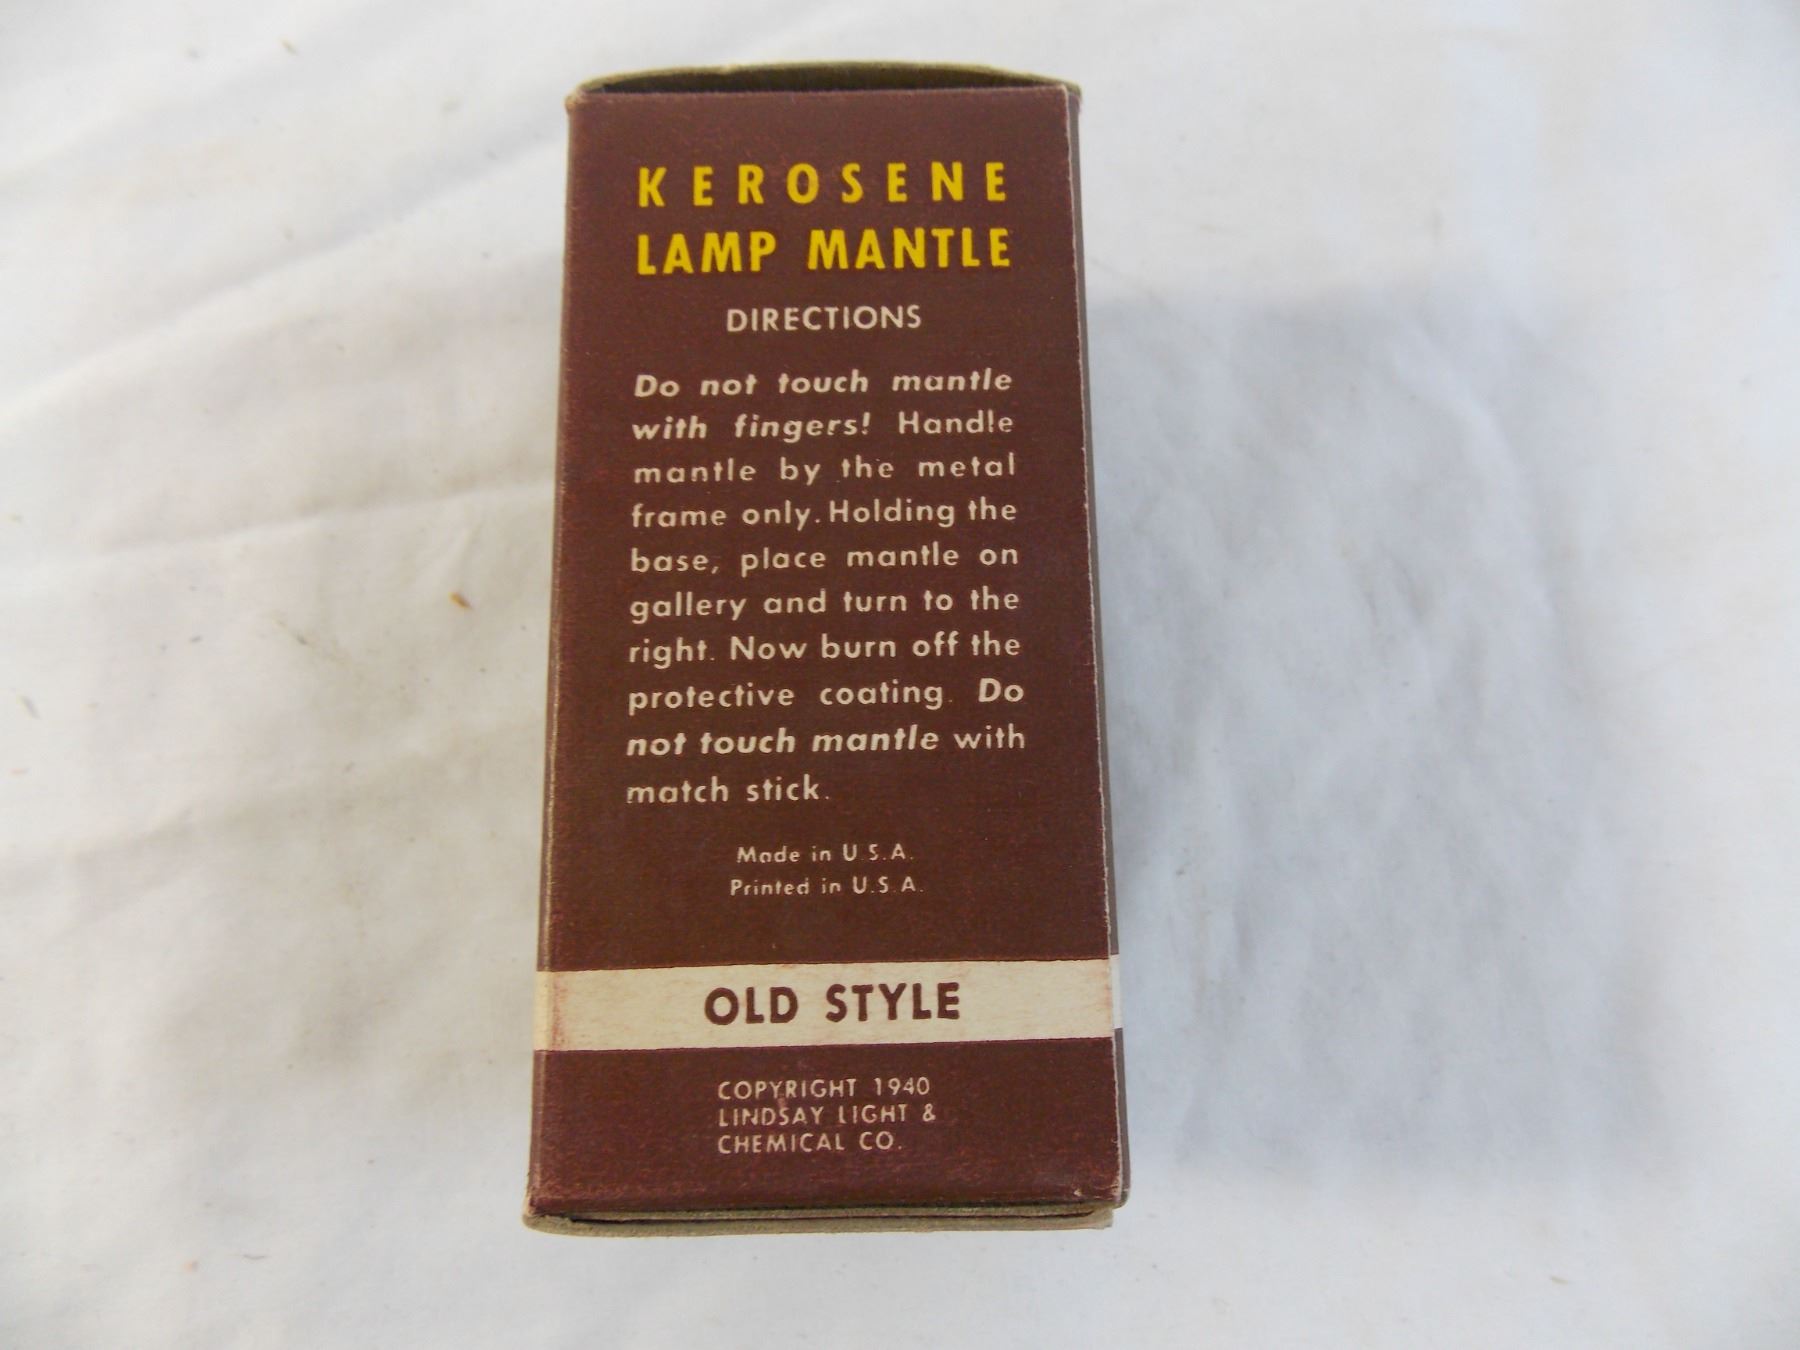 KEROSENE
LAMP MANTLE
DIRECTIONS
Do not touch mantle
with fingers! Handle
mantle by the metal
frame only. Holding the
base, place mantle on
gallery and turn to the
right. Now burn off the
protective coating. Do
not touch mantle with
match stick.
Made in U.S.A.
Printed in U.S.A.
OLD STYLE
COPYRIGHT 1940
LINDSAY LIGHT &
CHEMICAL CO.